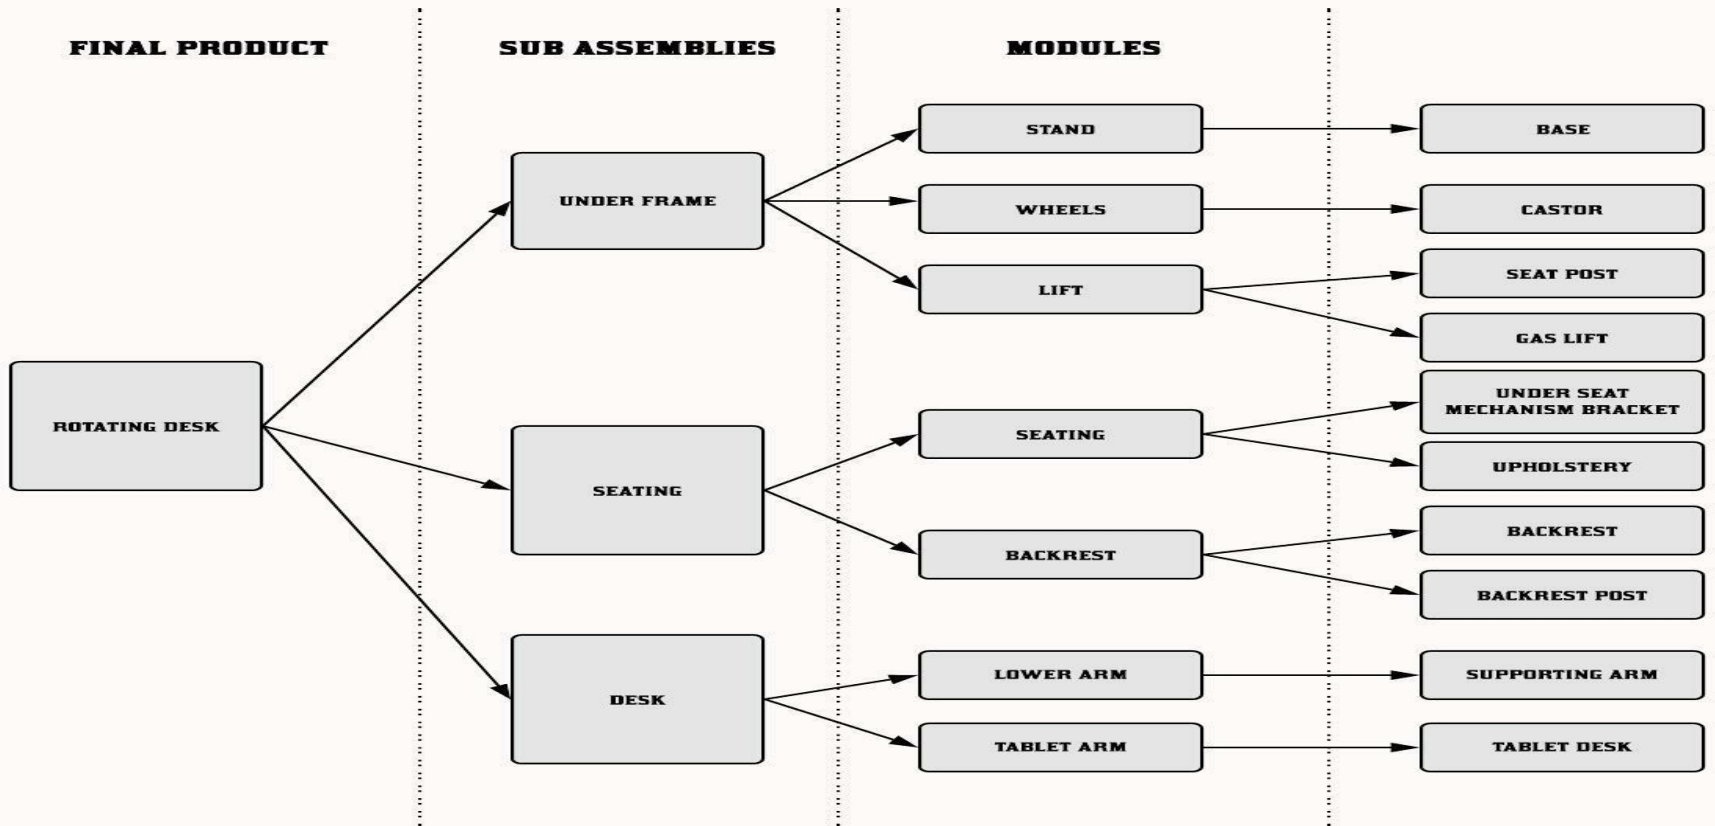 FINAL PRODUCT
SUB ASSEMBLIES
MODULES
ROTATING DESK
UNDER FRAME
SEATING
DESK
STAND
WHEELS
LIFT
SEATING
BACKREST
LOWER ARM
TABLET ARM
BASE
CASTOR
SEAT POST
GAS LIFT
UNDER SEAT
MECHANISM BRACKET
UPHOLSTERY
BACKREST
BACKREST POST
SUPPORTING ARM
TABLET DESK